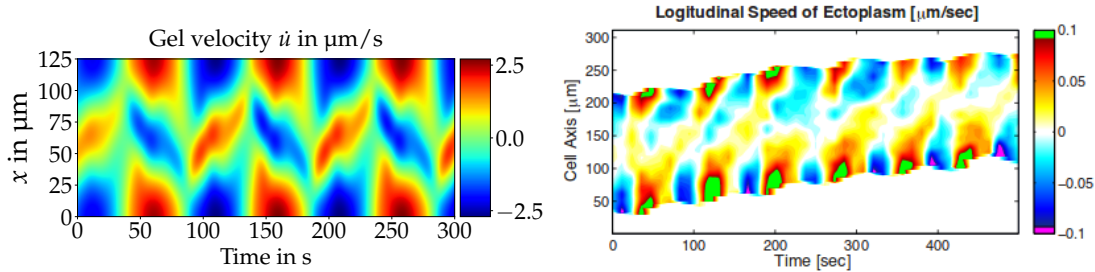 Gel velocity u̇ in µm/s
125
100
75
50
25
0
x in µm
0 50 100 150 200 250 300
Time in s
2.5
0.0
−2.5
Logitudinal Speed of Ectoplasm [µm/sec]
300
250
200
150
100
50
Cell Axis [µm]
0 100 200 300 400
Time [sec]
0.1
0.05
0
−0.05
−0.1